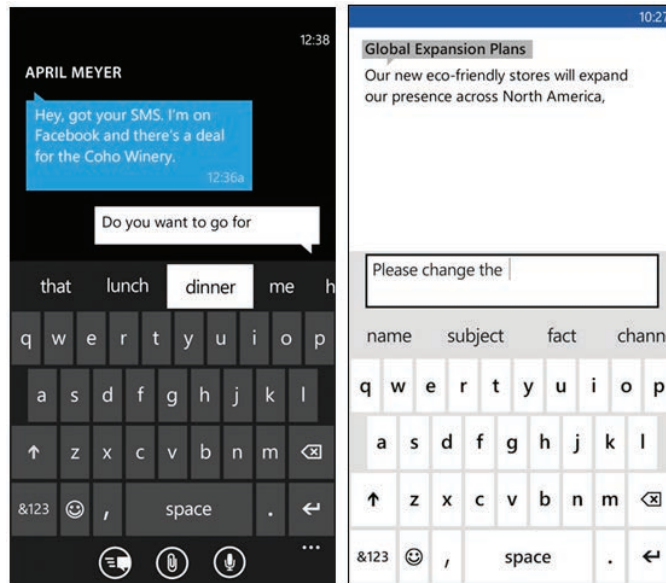 12:38
APRIL MEYER
Hey, got your SMS. I'm on
Facebook and there's a deal
for the Coho Winery.
12:36a
Do you want to go for
that lunch dinner me h
q w e r t y u i o p
a s d f g h j k l
z x c v b n m
&123 , space .
10:27
Global Expansion Plans
Our new eco-friendly stores will expand
our presence across North America,
Please change the
name subject fact chann
q w e r t y u i o p
a s d f g h j k l
z x c v b n m
&123 , space .